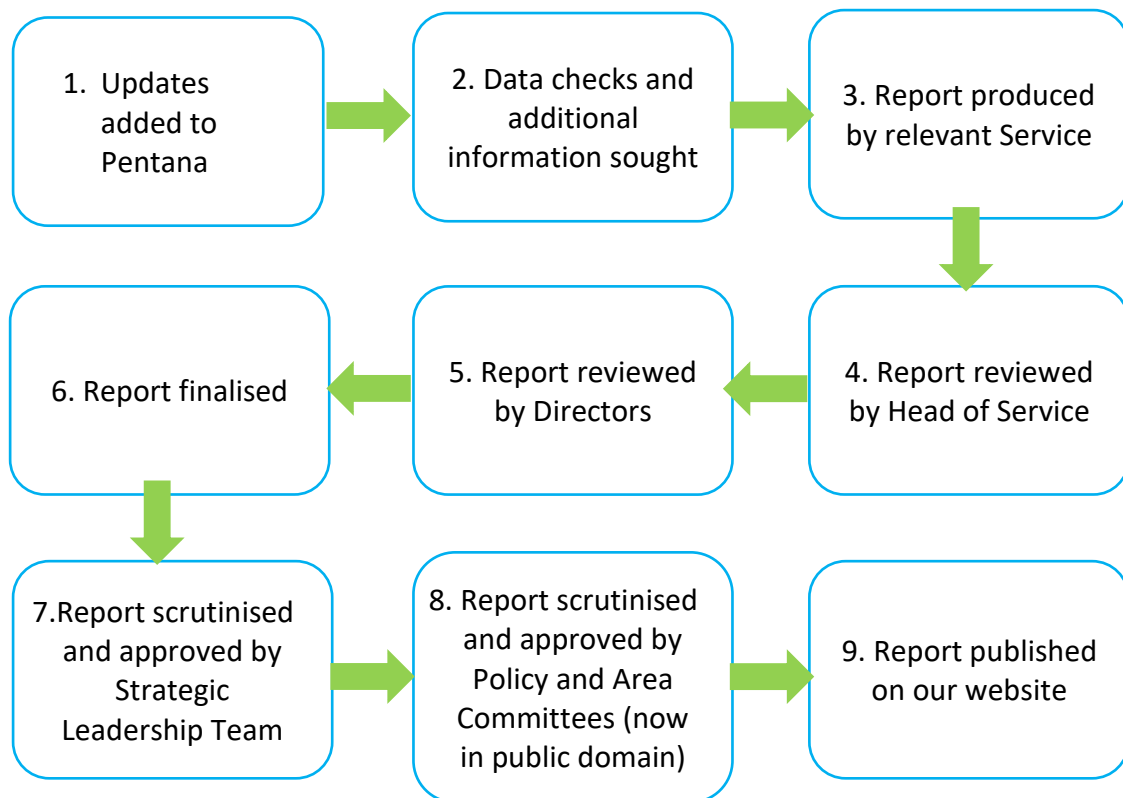 1. Updates
added to
Pentana
2. Data checks and
additional
information sought
3. Report produced
by relevant Service
4. Report reviewed
by Head of Service
5. Report reviewed
by Directors
6. Report finalised
7.Report scrutinised
and approved by
Strategic
Leadership Team
8. Report scrutinised
and approved by
Policy and Area
Committees (now
in public domain)
9. Report published
on our website